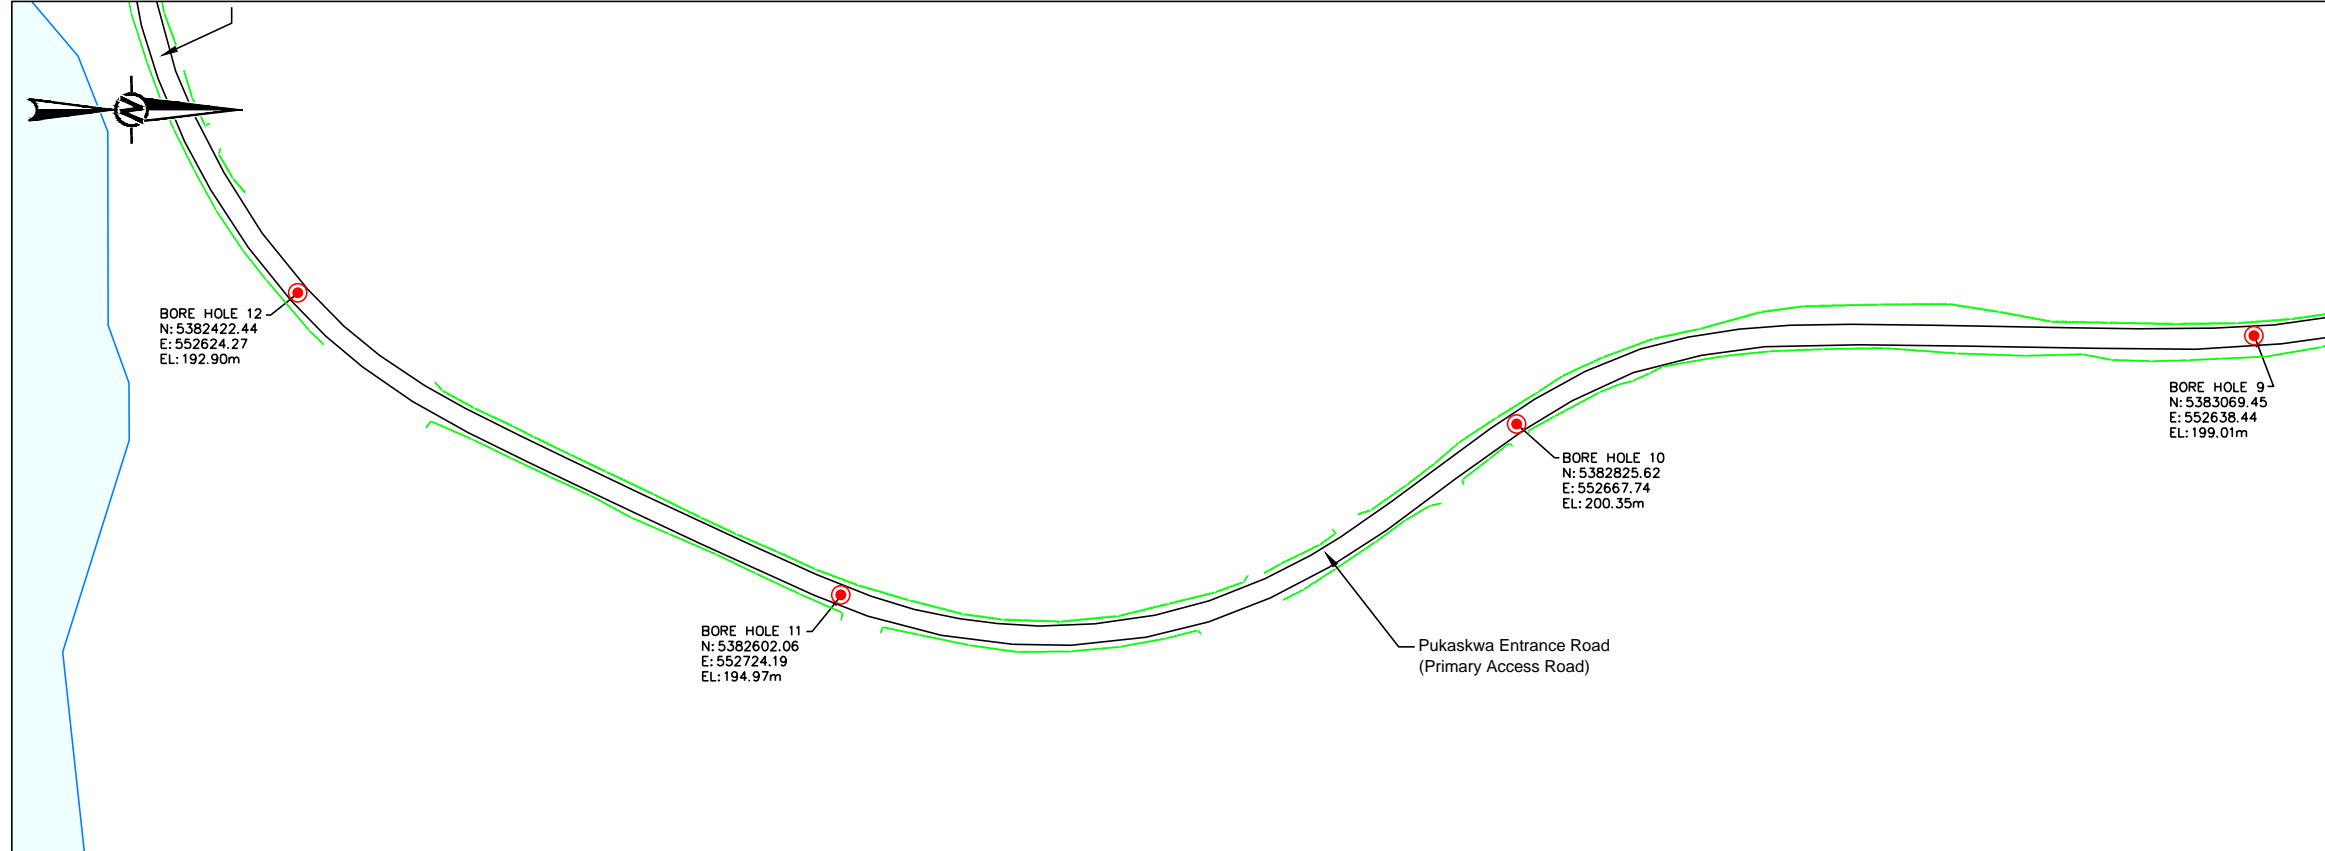 N
BORE HOLE 12
N: 5382422.44
E: 552624.27
EL: 192.90m
BORE HOLE 9
N: 5383069.45
E: 552638.44
EL: 199.01m
BORE HOLE 10
N: 5382825.62
E: 552667.74
EL: 200.35m
BORE HOLE 11
N: 5382602.06
E: 552724.19
EL: 194.97m
Pukaskwa Entrance Road
(Primary Access Road)